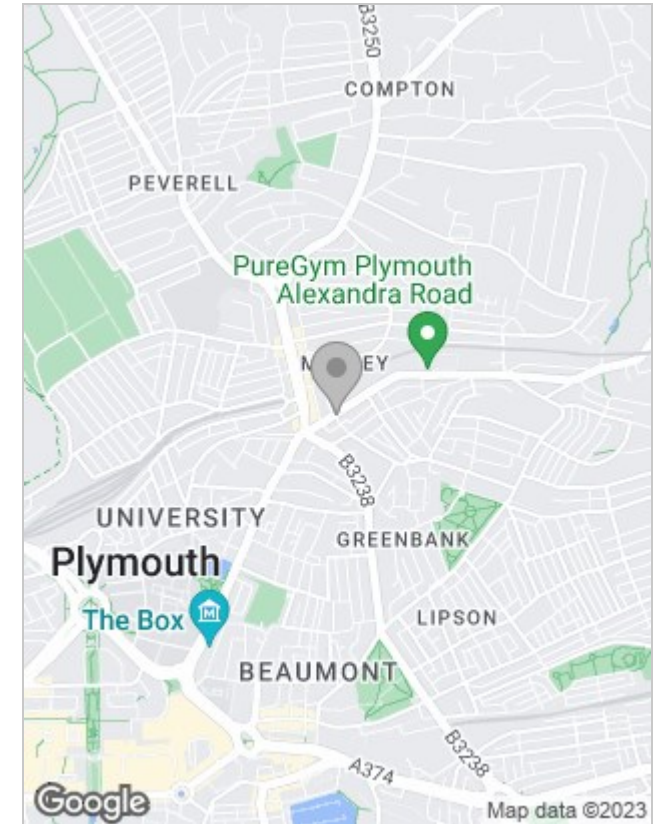 B3250
COMPTON
PEVERELL
PureGym Plymouth
Alexandra Road
B3238
UNIVERSITY
GREENBANK
Plymouth
The Box
LIPSON
BEAUMONT
B3238
A374
Google
Map data ©2023